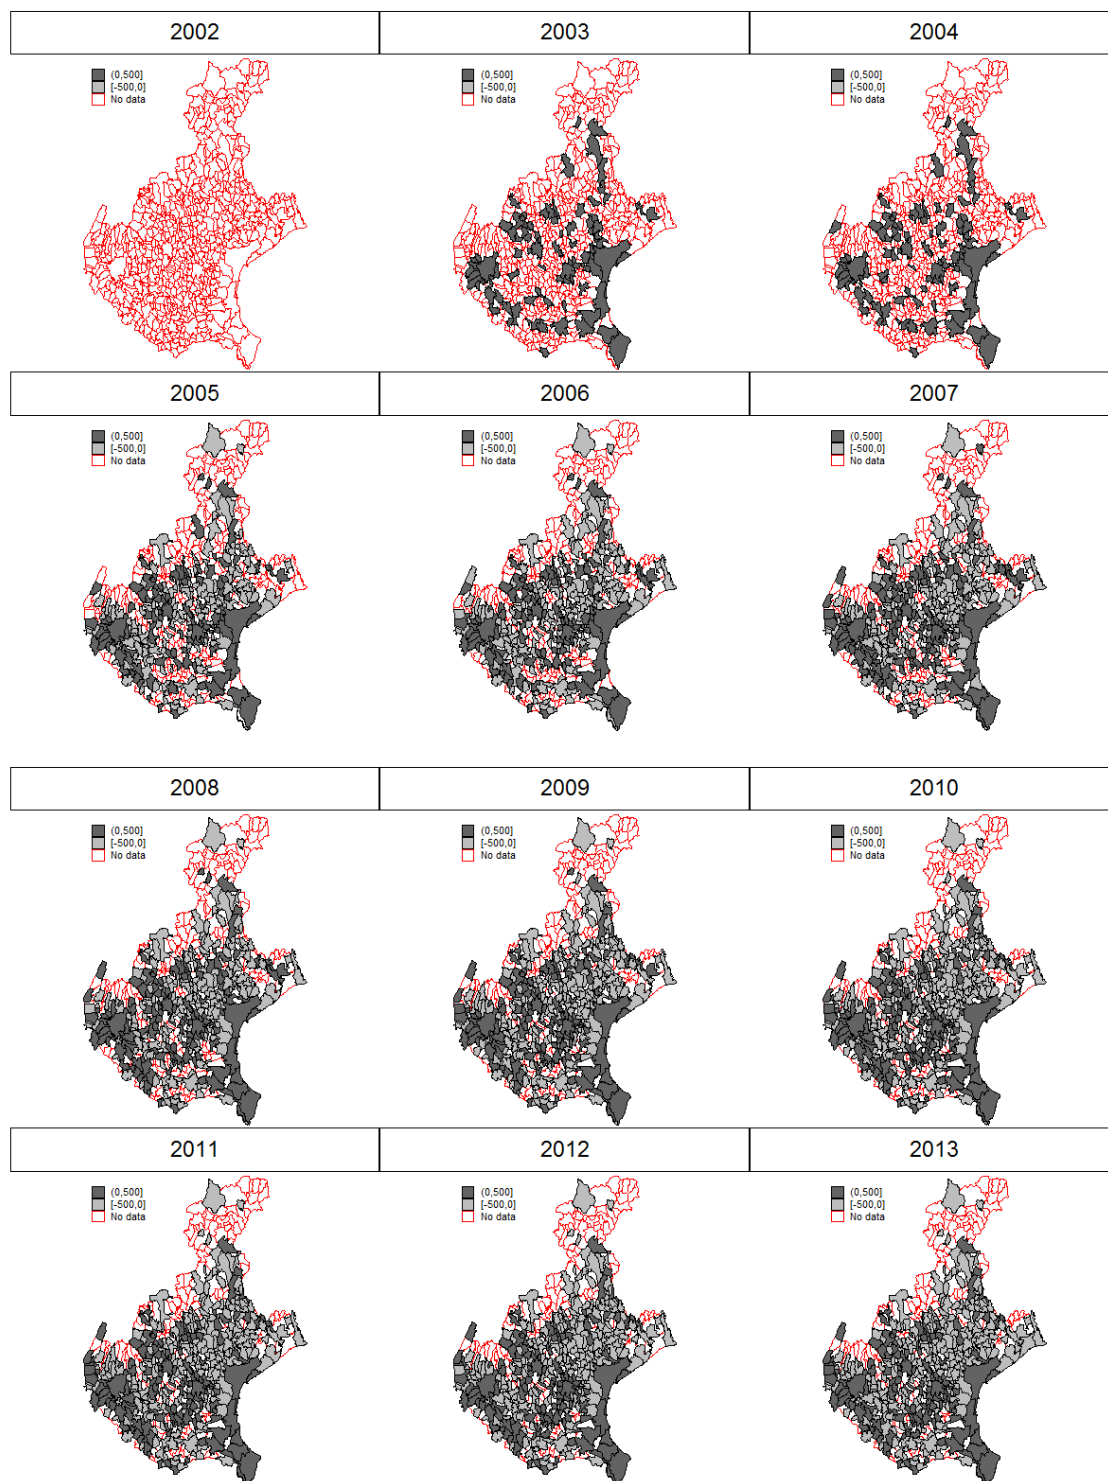 2002 2003 2004
(0,500] (0,500] (0,500]
[-500,0] [-500,0] [-500,0]
No data No data No data
2005 2006 2007
(0,500] (0,500] (0,500]
[-500,0] [-500,0] [-500,0]
No data No data No data
2008 2009 2010
(0,500] (0,500] (0,500]
[-500,0] [-500,0] [-500,0]
No data No data No data
2011 2012 2013
(0,500] (0,500] (0,500]
[-500,0] [-500,0] [-500,0]
No data No data No data